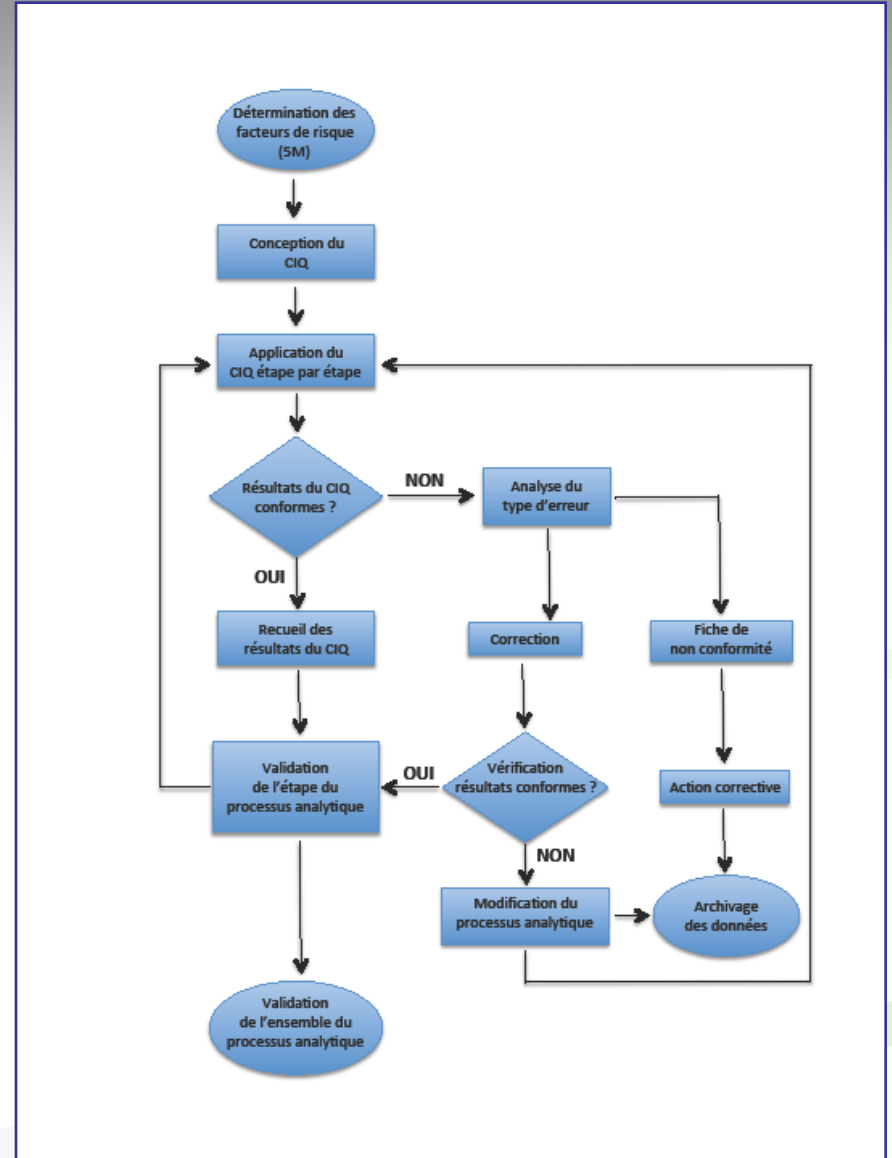 Détermination des
facteurs de risque
(5M)
Conception du
CIQ
Application du
CIQ étape par étape
Résultats du CIQ
conformes ?
NON
Analyse du
type d'erreur
OUI
Recueil des
résultats du CIQ
Correction
Fiche de
non conformité
Validation
de l'étape du
processus analytique
OUI
Vérification
résultats conformes ?
Action corrective
NON
Modification du
processus analytique
Archivage
des données
Validation
de l'ensemble du
processus analytique